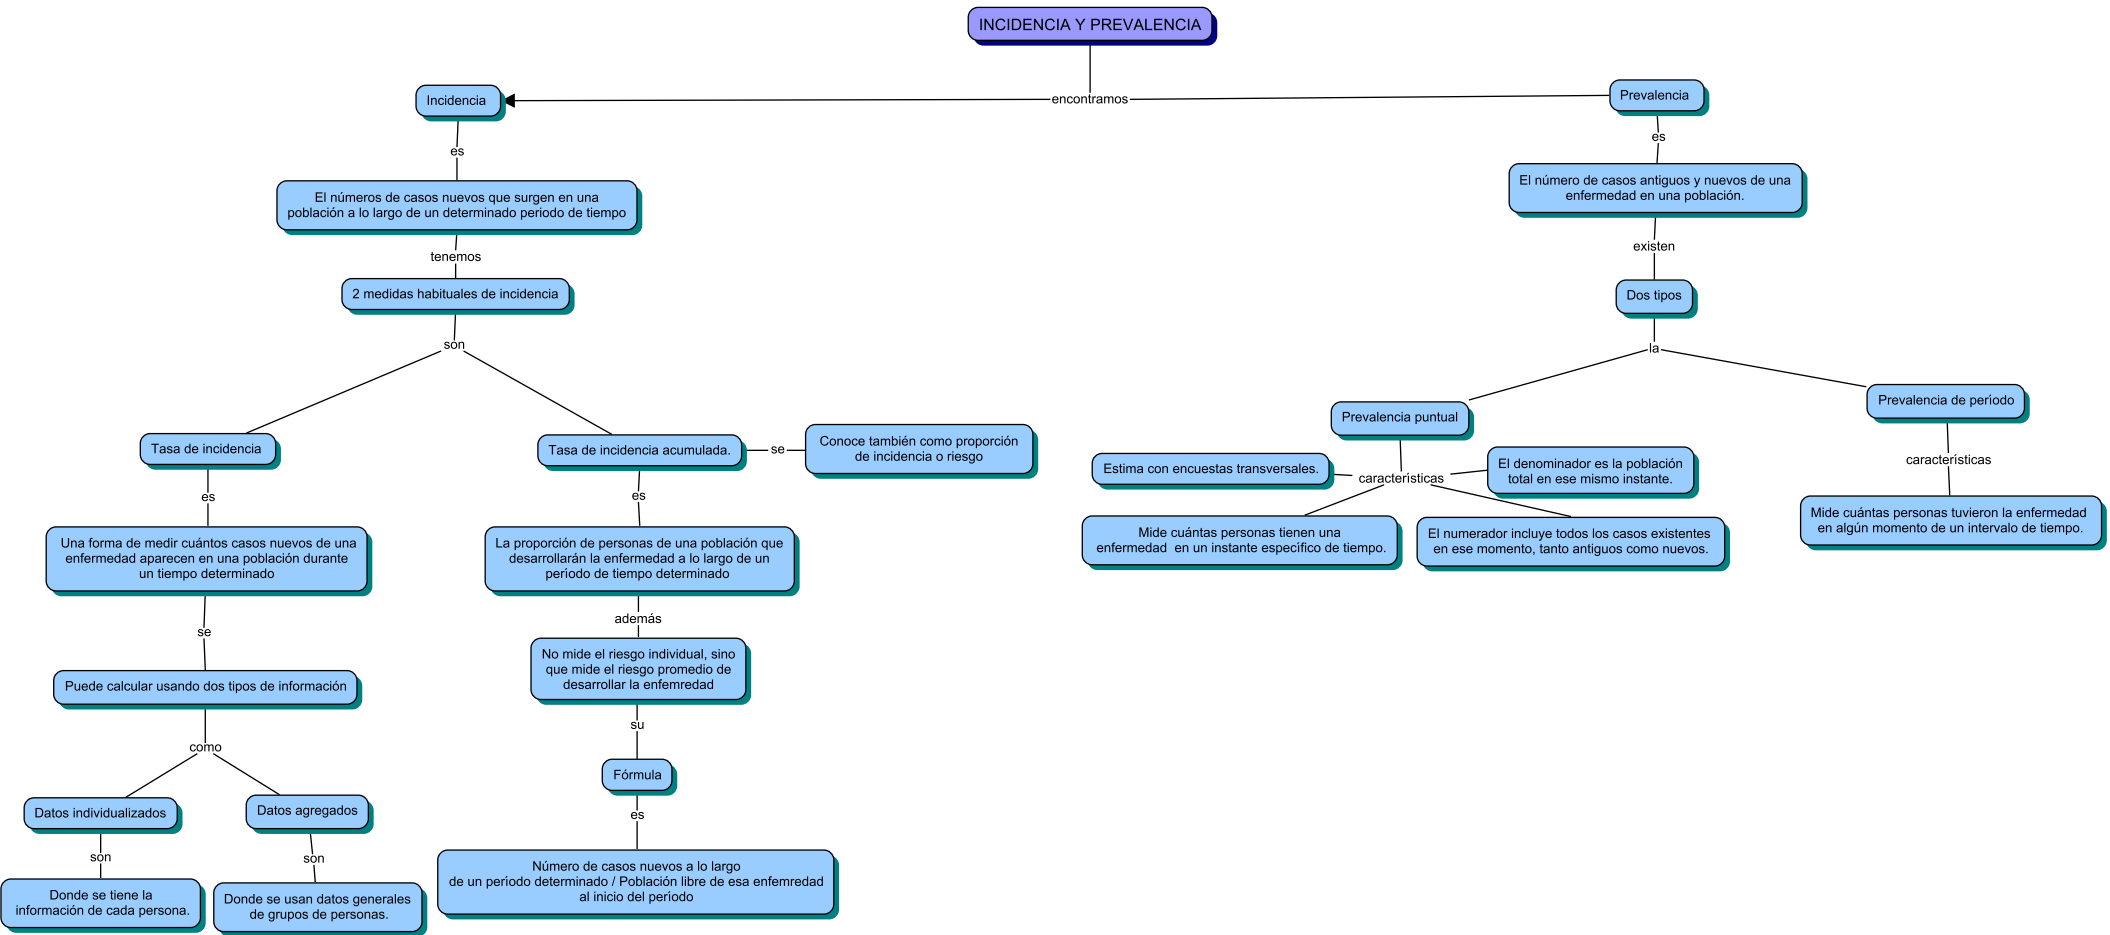 INCIDENCIA Y PREVALENCIA
encontramos
Incidencia
es
El números de casos nuevos que surgen en una
población a lo largo de un determinado periodo de tiempo
tenemos
2 medidas habituales de incidencia
son
Tasa de incidencia
es
Una forma de medir cuántos casos nuevos de una
enfermedad aparecen en una población durante
un tiempo determinado
se
Puede calcular usando dos tipos de información
como
Datos individualizados
son
Donde se tiene la
información de cada persona.
Datos agregados
son
Donde se usan datos generales
de grupos de personas.
Tasa de incidencia acumulada.
se
Conoce también como proporción
de incidencia o riesgo
es
La proporción de personas de una población que
desarrollarán la enfermedad a lo largo de un
período de tiempo determinado
además
No mide el riesgo individual, sino
que mide el riesgo promedio de
desarrollar la enfemredad
su
Fórmula
es
Número de casos nuevos a lo largo
de un período determinado / Población libre de esa enfemredad
al inicio del período
Prevalencia
es
El número de casos antiguos y nuevos de una
enfermedad en una población.
existen
Dos tipos
la
Prevalencia puntual
características
Estima con encuestas transversales.
El denominador es la población
total en ese mismo instante.
Mide cuántas personas tienen una
enfermedad en un instante específico de tiempo.
El numerador incluye todos los casos existentes
en ese momento, tanto antiguos como nuevos.
Prevalencia de período
características
Mide cuántas personas tuvieron la enfermedad
en algún momento de un intervalo de tiempo.